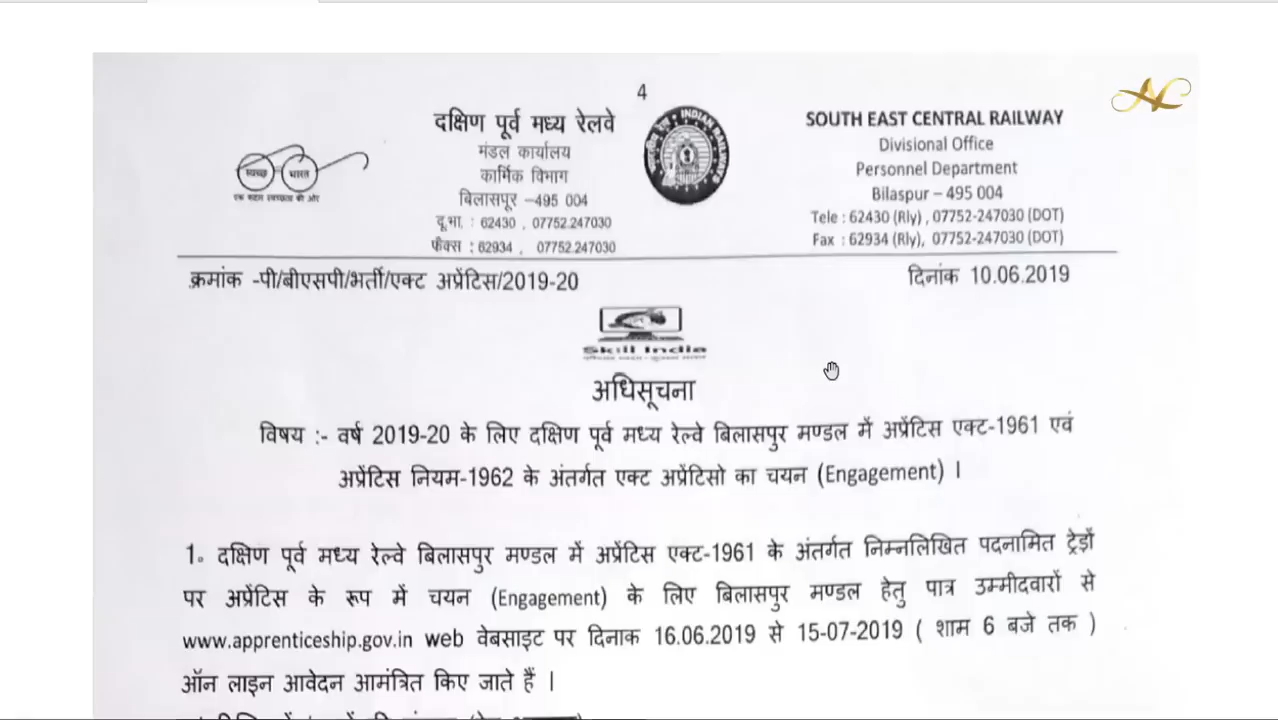 4
दक्षिण पूर्व मध्य रेलवे
मंडल कार्यालय
कार्मिक विभाग
बिलासपूर –495 004
दू.भा. : 62430 , 07752.247030
फैक्स : 62934 , 07752.247030
स्वच्छ भारत
एक कदम स्वच्छता की ओर
INDIAN RAILWAYS
SOUTH EAST CENTRAL RAILWAY
Divisional Office
Personnel Department
Bilaspur – 495 004
Tele : 62430 (Rly) , 07752-247030 (DOT)
Fax : 62934 (Rly), 07752-247030 (DOT)
क्रमांक -पी/बीएसपी/भर्ती/एक्ट अप्रेंटिस/2019-20
दिनांक 10.06.2019
Skill India
अधिसूचना
विषय :- वर्ष 2019-20 के लिए दक्षिण पूर्व मध्य रेल्वे बिलासपुर मण्डल में अप्रेंटिस एक्ट-1961 एवं
अप्रेंटिस नियम-1962 के अंतर्गत एक्ट अप्रेंटिसो का चयन (Engagement) ।
1. दक्षिण पूर्व मध्य रेल्वे बिलासपुर मण्डल में अप्रेंटिस एक्ट-1961 के अंतर्गत निम्नलिखित पदनामित ट्रेडों
पर अप्रेंटिस के रूप में चयन (Engagement) के लिए बिलासपुर मण्डल हेतु पात्र उम्मीदवारों से
www.apprenticeship.gov.in web वेबसाइट पर दिनाक 16.06.2019 से 15-07-2019 ( शाम 6 बजे तक )
ऑन लाइन आवेदन आमंत्रित किए जाते हैं ।